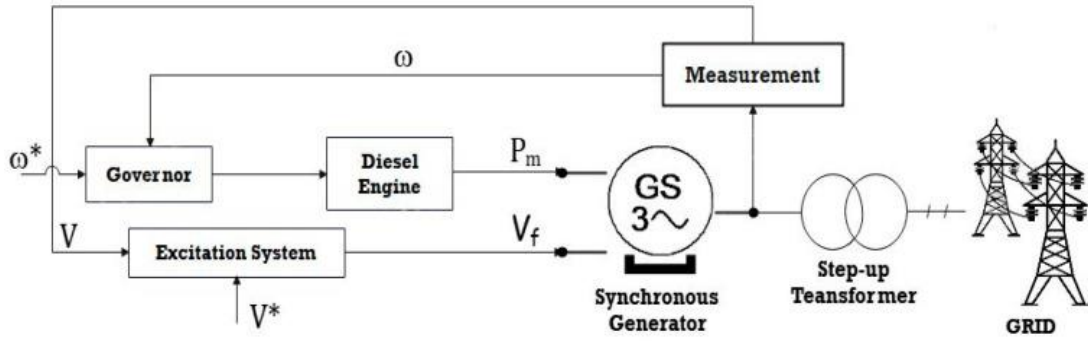 ω
Measurement
ω*
Governor
Diesel
Engine
Pm
GS
3~
V
Excitation System
Vf
V*
Synchronous
Generator
Step-up
Teansformer
GRID